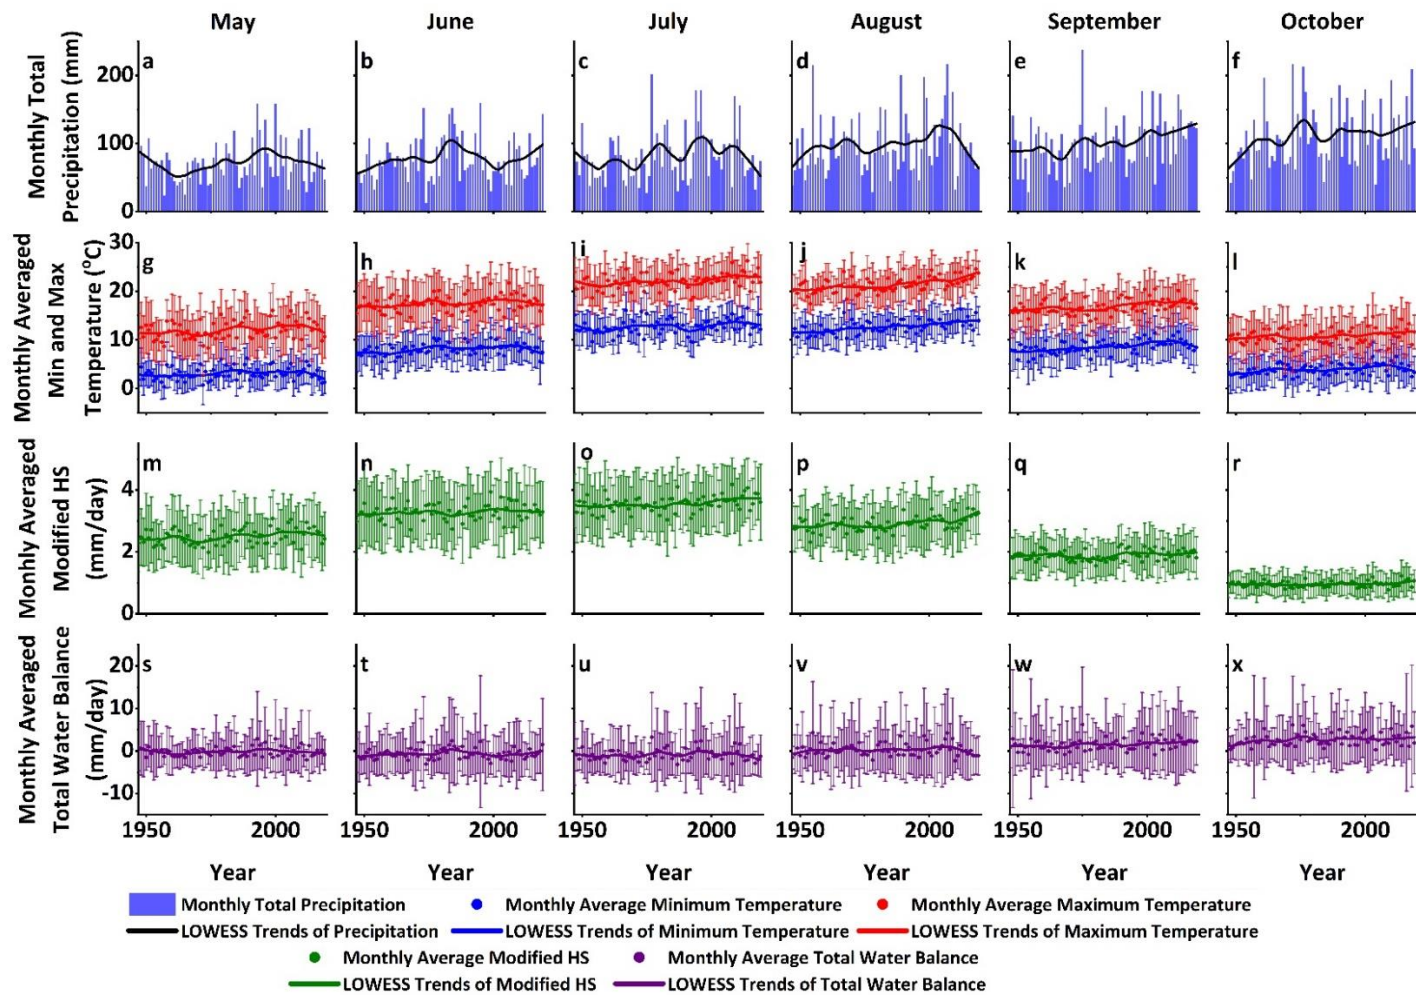 May June July August September October
Monthly Total
Precipitation (mm)
200
100
0
a b c d e f
Monthly Averaged
Min and Max
Temperature (°C)
30
20
10
0
g h i j k l
Monthly Averaged
Modified HS
(mm/day)
4
2
0
m n o p q r
Monthly Averaged
Total Water Balance
(mm/day)
20
10
0
-10
s t u v w x
1950 2000 1950 2000 1950 2000 1950 2000 1950 2000 1950 2000
Year Year Year Year Year Year
Monthly Total Precipitation Monthly Average Minimum Temperature Monthly Average Maximum Temperature
LOWESS Trends of Precipitation LOWESS Trends of Minimum Temperature LOWESS Trends of Maximum Temperature
Monthly Average Modified HS Monthly Average Total Water Balance
LOWESS Trends of Modified HS LOWESS Trends of Total Water Balance